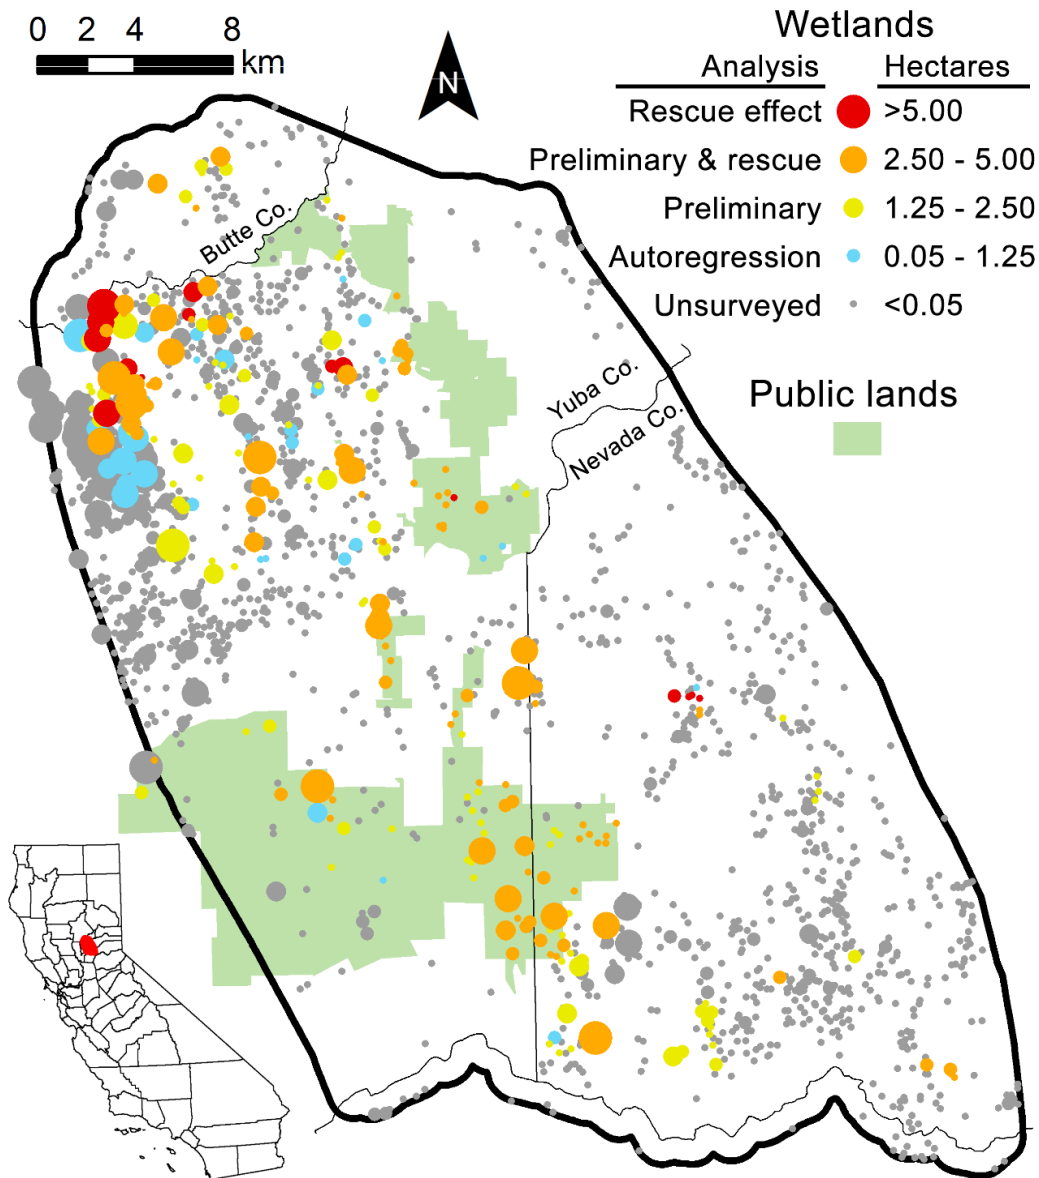 0 2 4 8
km
N
Wetlands
Analysis Hectares
Rescue effect >5.00
Preliminary & rescue 2.50 - 5.00
Preliminary 1.25 - 2.50
Autoregression 0.05 - 1.25
Unsurveyed <0.05
Public lands
Butte Co.
Yuba Co.
Nevada Co.